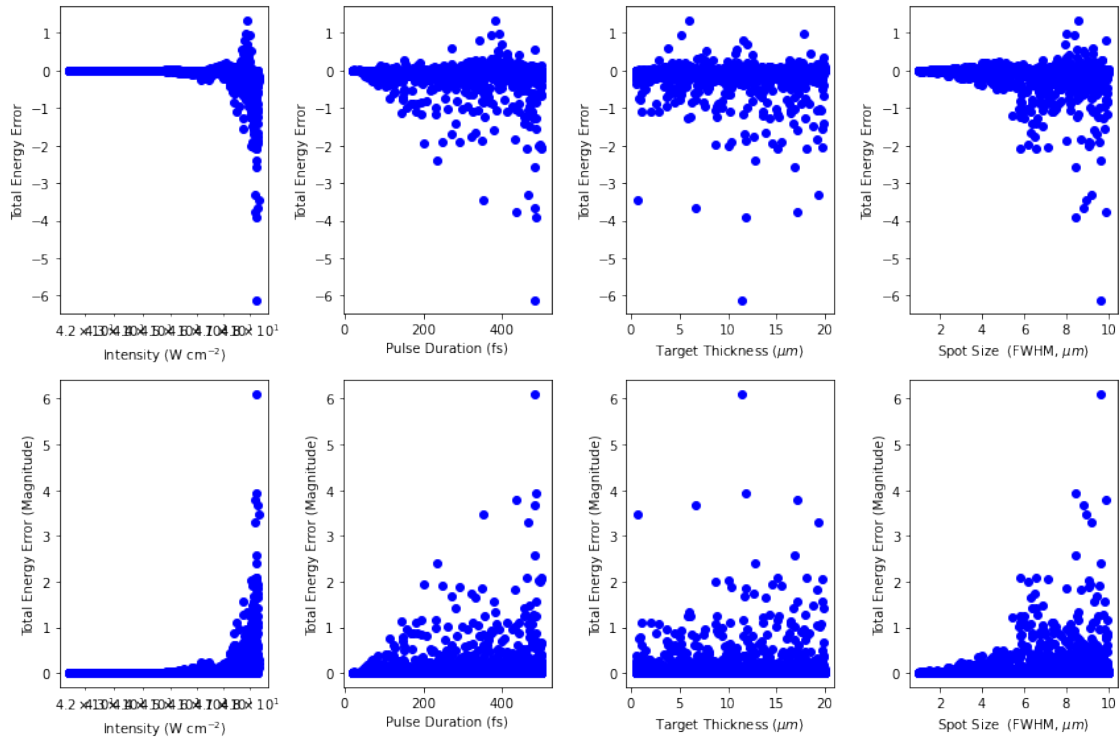 1
0
−1
−2
−3
−4
−5
−6
Total Energy Error
Intensity (W cm⁻²)
1
0
−1
−2
−3
−4
−5
−6
Total Energy Error
0 200 400
Pulse Duration (fs)
1
0
−1
−2
−3
−4
−5
−6
Total Energy Error
0 5 10 15 20
Target Thickness (μm)
1
0
−1
−2
−3
−4
−5
−6
Total Energy Error
2 4 6 8 10
Spot Size (FWHM, μm)
6
5
4
3
2
1
0
Total Energy Error (Magnitude)
Intensity (W cm⁻²)
6
5
4
3
2
1
0
Total Energy Error (Magnitude)
0 200 400
Pulse Duration (fs)
6
5
4
3
2
1
0
Total Energy Error (Magnitude)
0 5 10 15 20
Target Thickness (μm)
6
5
4
3
2
1
0
Total Energy Error (Magnitude)
2 4 6 8 10
Spot Size (FWHM, μm)